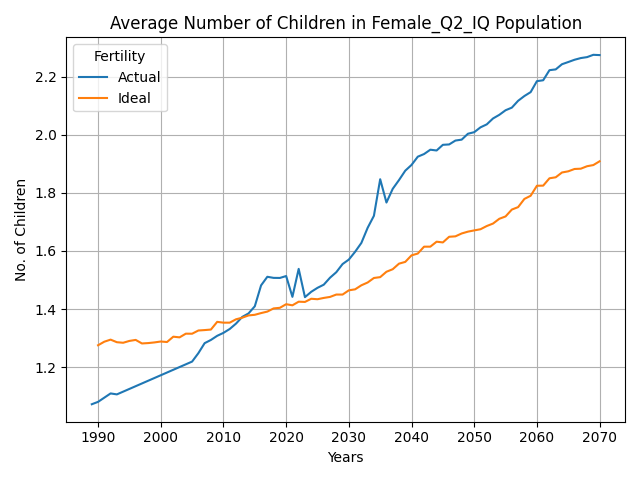 Average Number of Children in Female_Q2_IQ Population
Fertility
Actual
Ideal
No. of Children
2.2
2.0
1.8
1.6
1.4
1.2
1990 2000 2010 2020 2030 2040 2050 2060 2070
Years